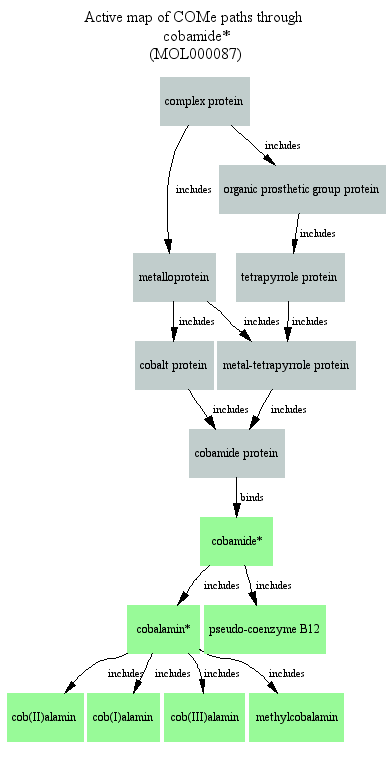 Active map of COMe paths through
cobamide*
(MOL000087)
complex protein
includes
includes
organic prosthetic group protein
includes
metalloprotein
tetrapyrrole protein
includes
includes
includes
cobalt protein
metal-tetrapyrrole protein
includes
includes
cobamide protein
binds
cobamide*
includes
includes
cobalamin*
pseudo-coenzyme B12
includes
includes
includes
includes
cob(II)alamin
cob(I)alamin
cob(III)alamin
methylcobalamin